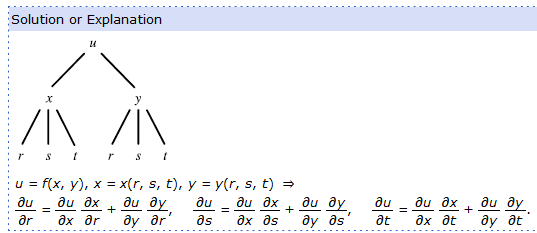 Solution or Explanation
u
x y
r s t r s t
u = f(x, y), x = x(r, s, t), y = y(r, s, t) ⇒
∂u/∂r = ∂u/∂x ∂x/∂r + ∂u/∂y ∂y/∂r, ∂u/∂s = ∂u/∂x ∂x/∂s + ∂u/∂y ∂y/∂s, ∂u/∂t = ∂u/∂x ∂x/∂t + ∂u/∂y ∂y/∂t.